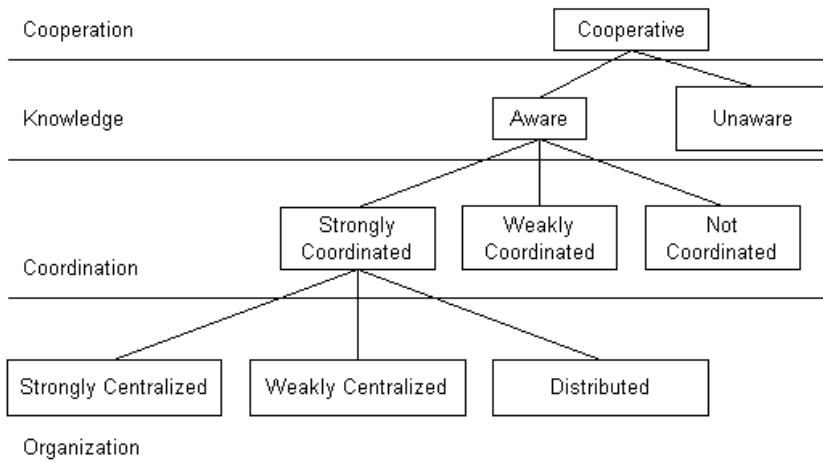 Cooperation
Cooperative
Knowledge
Aware
Unaware
Strongly
Coordinated
Weakly
Coordinated
Not
Coordinated
Coordination
Strongly Centralized
Weakly Centralized
Distributed
Organization